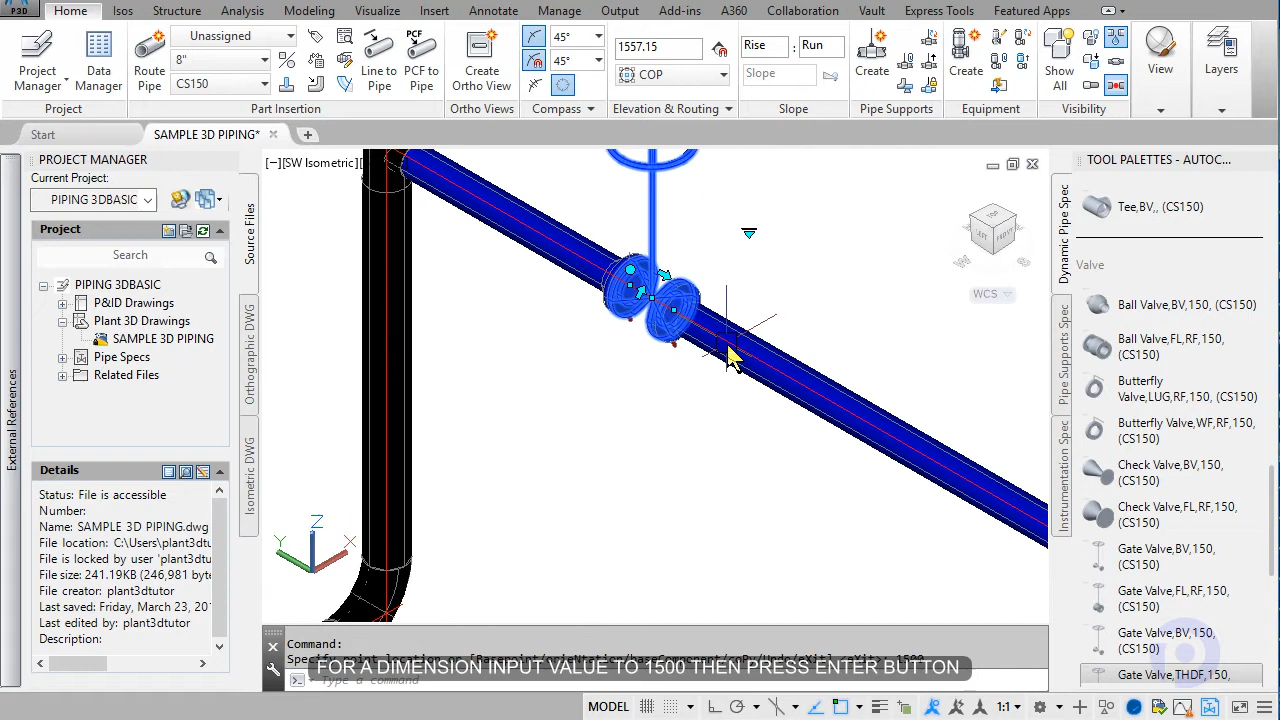 P3D
Home Isos Structure Analysis Modeling Visualize Insert Annotate Manage Output Add-ins A360 Collaboration Vault Express Tools Featured Apps
Project
Manager
Data
Manager
Project
Route
Pipe
Unassigned
8"
CS150
Line to
Pipe
PCF to
Pipe
Part Insertion
Create
Ortho View
Ortho Views
45°
45°
Compass
1557.15
COP
Elevation & Routing
Rise : Run
Slope
Slope
Create
Pipe Supports
Create
Equipment
Show
All
Visibility
View
Layers
Start
SAMPLE 3D PIPING*
PROJECT MANAGER
Current Project:
PIPING 3DBASIC
Project
Search
PIPING 3DBASIC
P&ID Drawings
Plant 3D Drawings
SAMPLE 3D PIPING
Pipe Specs
Related Files
Details
Status: File is accessible
Number:
Name: SAMPLE 3D PIPING.dwg
File location: C:\Users\plant3dtu
File is locked by user 'plant3dtu
File size: 241.10KB (246,981 byte
File creator: plant3dtutor
Last saved: Friday, March 23, 20
Last edited by: plant3dtutor
Description:
External References
Source Files
Orthographic DWG
Isometric DWG
[−][SW Isometric][
TOP
LEFT
FRONT
WCS
Z
Y
X
Command:
FOR A DIMENSION INPUT VALUE TO 1500 THEN PRESS ENTER BUTTON
Type a command
TOOL PALETTES - AUTOC...
Dynamic Pipe Spec
Pipe Supports Spec
Instrumentation Spec
Tee,BV,, (CS150)
Valve
Ball Valve,BV,150, (CS150)
Ball Valve,FL,RF,150,
(CS150)
Butterfly
Valve,LUG,RF,150, (CS150)
Butterfly Valve,WF,RF,150,
(CS150)
Check Valve,BV,150,
(CS150)
Check Valve,FL,RF,150,
(CS150)
Gate Valve,BV,150,
(CS150)
Gate Valve,FL,RF,150,
(CS150)
Gate Valve,BV,150,
(CS150)
Gate Valve,THDF,150,
MODEL
1:1